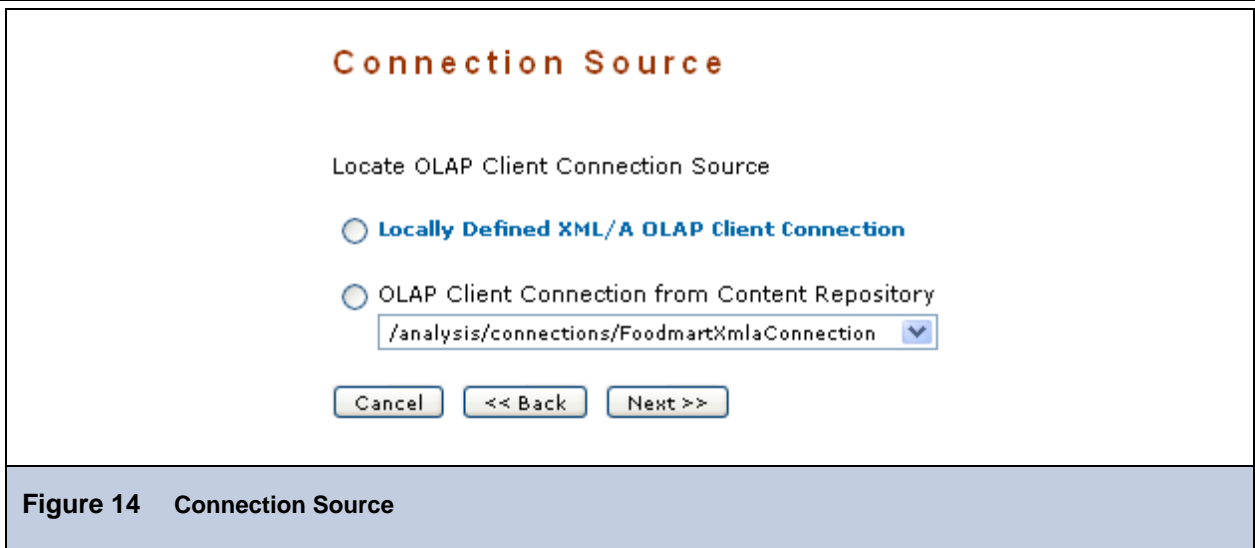 Connection Source
Locate OLAP Client Connection Source
Locally Defined XML/A OLAP Client Connection
OLAP Client Connection from Content Repository
/analysis/connections/FoodmartXmlaConnection
Cancel << Back Next >>
Figure 14 Connection Source